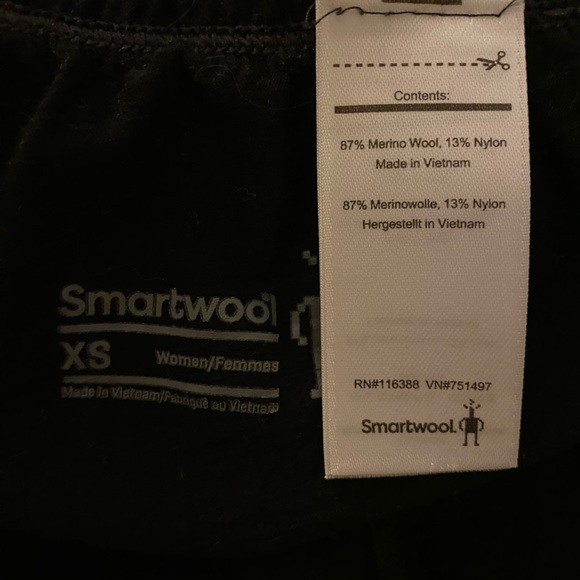 Smartwool
XS Women/Femmes
Made in Vietnam/Fabriqué au Vietnam
Contents:
87% Merino Wool, 13% Nylon
Made in Vietnam
87% Merinowolle, 13% Nylon
Hergestellt in Vietnam
RN#116388 VN#751497
Smartwool